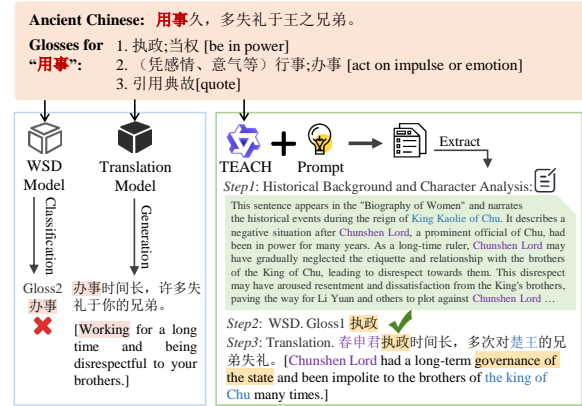 Ancient Chinese: 用事久，多失礼于王之兄弟。
Glosses for 1. 执政;当权 [be in power]
“用事”: 2. （凭感情、意气等）行事;办事 [act on impulse or emotion]
3. 引用典故[quote]
WSD
Model
Translation
Model
Classification
Generation
Gloss2
办事
办事时间长，许多失
礼于你的兄弟。
[Working for a long
time and being
disrespectful to your
brothers.]
TEACH
Prompt
Extract
Step1: Historical Background and Character Analysis:
This sentence appears in the "Biography of Women" and narrates
the historical events during the reign of King Kaolie of Chu. It describes a
negative situation after Chunshen Lord, a prominent official of Chu, had
been in power for many years. As a long-time ruler, Chunshen Lord may
have gradually neglected the etiquette and relationship with the brothers
of the King of Chu, leading to disrespect towards them. This disrespect
may have aroused resentment and dissatisfaction from the King's brothers,
paving the way for Li Yuan and others to plot against Chunshen Lord …
Step2: WSD. Gloss1 执政
Step3: Translation. 春申君执政时间长，多次对楚王的兄
弟失礼。[Chunshen Lord had a long-term governance of
the state and been impolite to the brothers of the king of
Chu many times.]